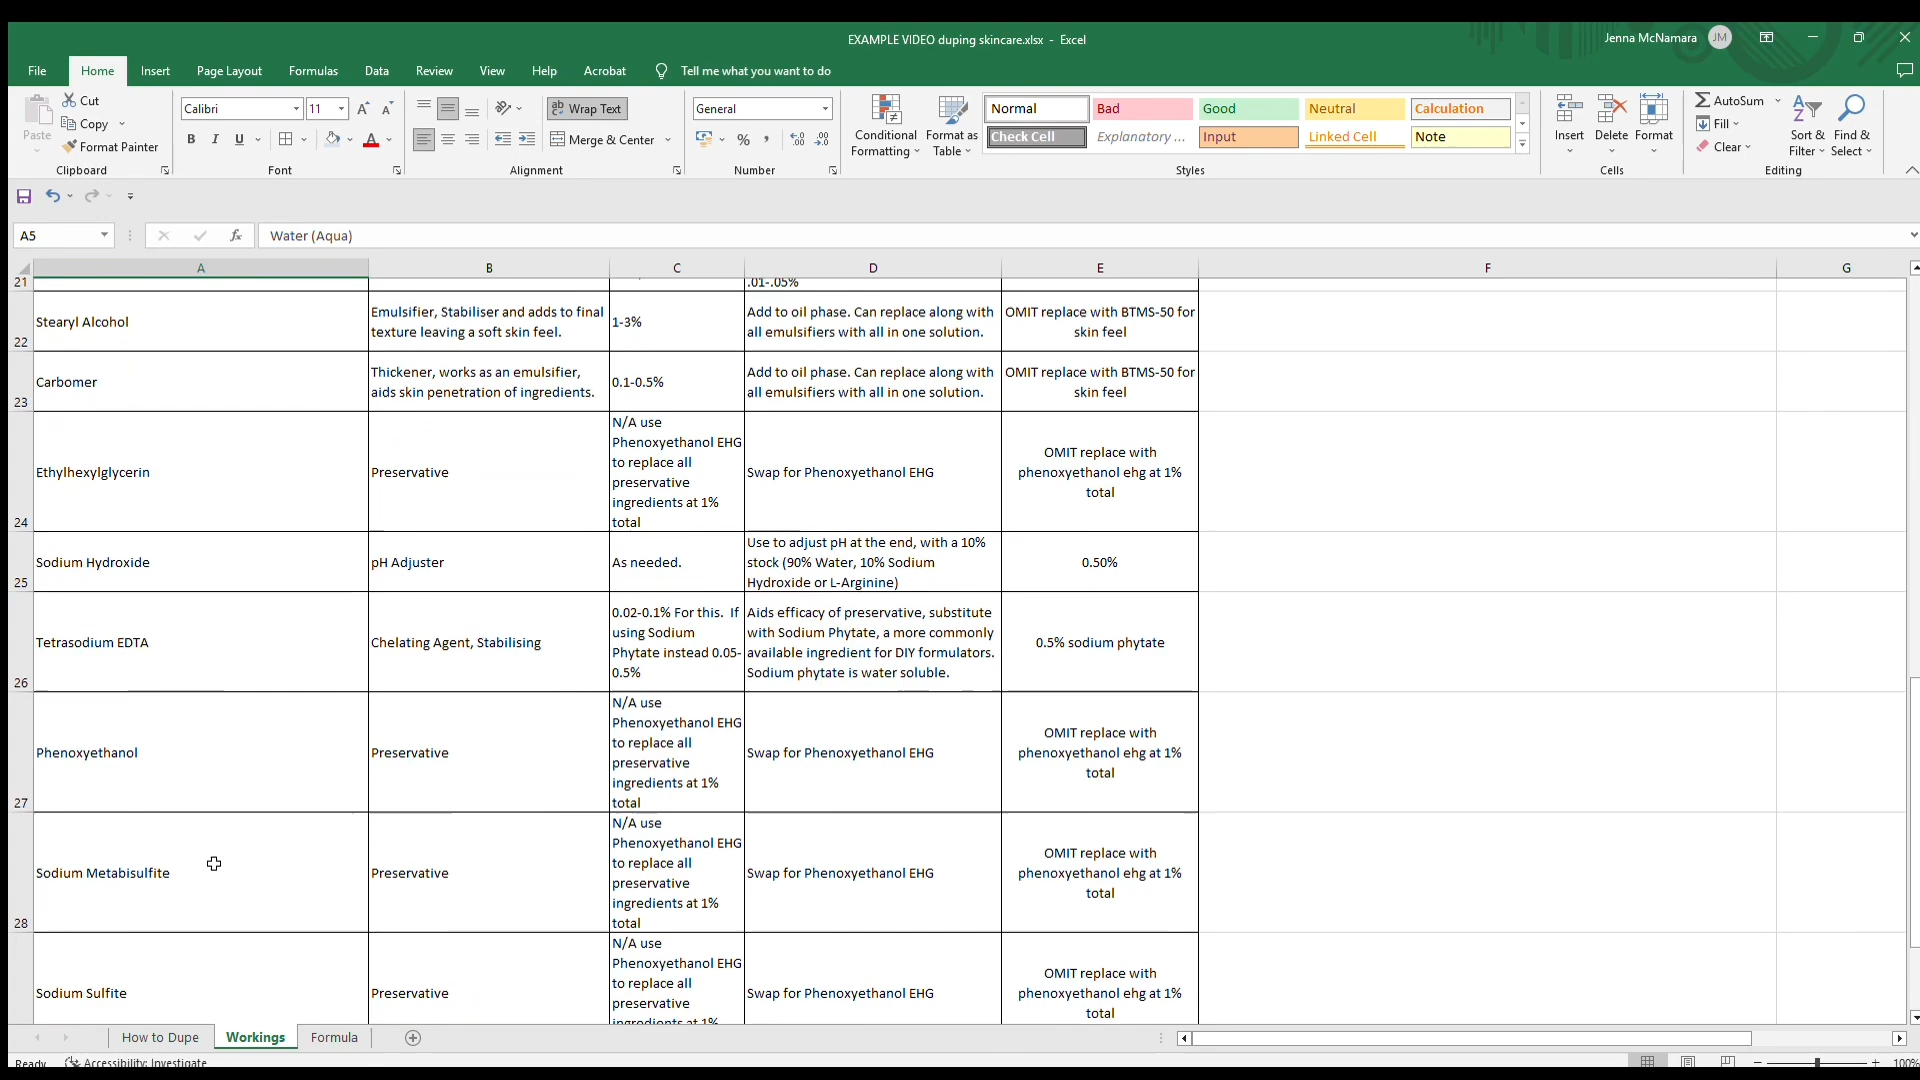 EXAMPLE VIDEO duping skincare.xlsx - Excel
Jenna McNamara JM
File Home Insert Page Layout Formulas Data Review View Help Acrobat Tell me what you want to do
Paste
Cut
Copy
Format Painter
Clipboard
Calibri 11
B I U
Font
Wrap Text
Merge & Center
Alignment
General
Number
Conditional Formatting
Format as Table
Normal Bad Good Neutral Calculation
Check Cell Explanatory ... Input Linked Cell Note
Styles
Insert Delete Format
Cells
AutoSum
Fill
Clear
Sort & Filter
Find & Select
Editing
A5 fx Water (Aqua)
A B C D E F G
21
.01-.05%
22
Stearyl Alcohol
Emulsifier, Stabiliser and adds to final
texture leaving a soft skin feel.
1-3%
Add to oil phase. Can replace along with
all emulsifiers with all in one solution.
OMIT replace with BTMS-50 for
skin feel
23
Carbomer
Thickener, works as an emulsifier,
aids skin penetration of ingredients.
0.1-0.5%
Add to oil phase. Can replace along with
all emulsifiers with all in one solution.
OMIT replace with BTMS-50 for
skin feel
24
Ethylhexylglycerin
Preservative
N/A use
Phenoxyethanol EHG
to replace all
preservative
ingredients at 1%
total
Swap for Phenoxyethanol EHG
OMIT replace with
phenoxyethanol ehg at 1%
total
25
Sodium Hydroxide
pH Adjuster
As needed.
Use to adjust pH at the end, with a 10%
stock (90% Water, 10% Sodium
Hydroxide or L-Arginine)
0.50%
26
Tetrasodium EDTA
Chelating Agent, Stabilising
0.02-0.1% For this. If
using Sodium
Phytate instead 0.05-
0.5%
Aids efficacy of preservative, substitute
with Sodium Phytate, a more commonly
available ingredient for DIY formulators.
Sodium phytate is water soluble.
0.5% sodium phytate
27
Phenoxyethanol
Preservative
N/A use
Phenoxyethanol EHG
to replace all
preservative
ingredients at 1%
total
Swap for Phenoxyethanol EHG
OMIT replace with
phenoxyethanol ehg at 1%
total
28
Sodium Metabisulfite
Preservative
N/A use
Phenoxyethanol EHG
to replace all
preservative
ingredients at 1%
total
Swap for Phenoxyethanol EHG
OMIT replace with
phenoxyethanol ehg at 1%
total
Sodium Sulfite
Preservative
N/A use
Phenoxyethanol EHG
to replace all
preservative
ingredients at 1%
Swap for Phenoxyethanol EHG
OMIT replace with
phenoxyethanol ehg at 1%
total
How to Dupe Workings Formula
Ready Accessibility: Investigate
100%